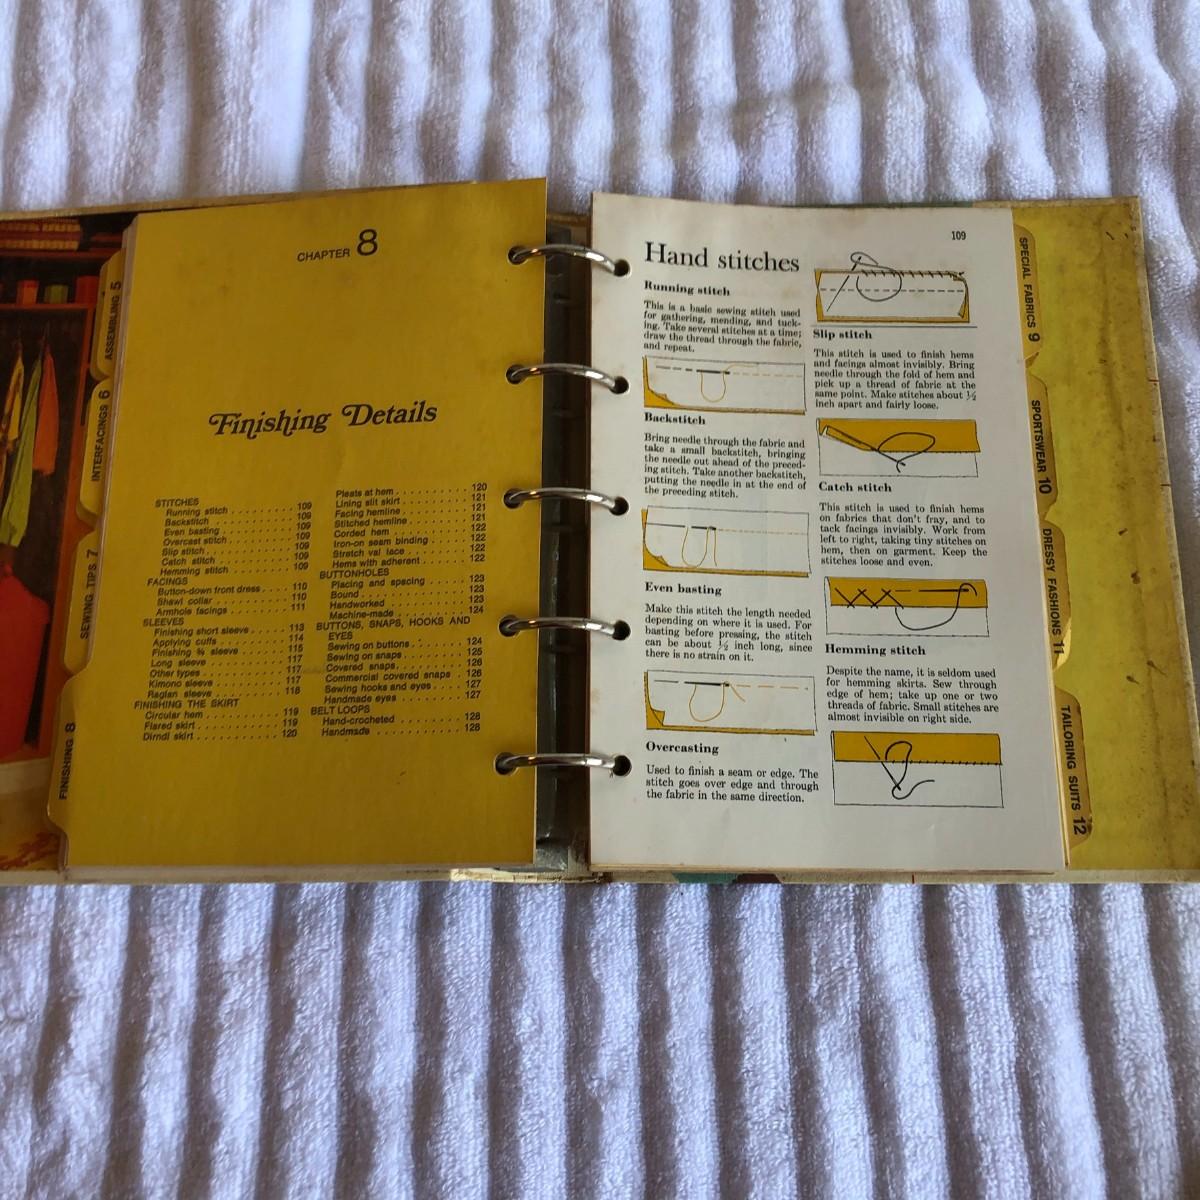 CHAPTER 8
Finishing Details
STITCHES
Running stitch . . . . . . . . . 109
Backstitch . . . . . . . . . . . 109
Even basting . . . . . . . . . . 109
Overcast stitch . . . . . . . . . 109
Slip stitch . . . . . . . . . . . 109
Catch stitch . . . . . . . . . . 109
Hemming stitch . . . . . . . . . 109
FACINGS
Button-down front dress . . . . 110
Shawl collar . . . . . . . . . . 110
Armhole facings . . . . . . . . 111
SLEEVES
Finishing short sleeve . . . . . 113
Applying cuffs . . . . . . . . . 114
Finishing ¾ sleeve . . . . . . . 115
Long sleeve . . . . . . . . . . 117
Other types . . . . . . . . . . 117
Kimono sleeve . . . . . . . . . 117
Raglan sleeve . . . . . . . . . 118
FINISHING THE SKIRT
Circular hem . . . . . . . . . . 119
Flared skirt . . . . . . . . . . 119
Dirndl skirt . . . . . . . . . . 120
Pleats at hem . . . . . . . . . 120
Lining slit skirt . . . . . . . . 121
Facing hemline . . . . . . . . . 121
Stitched hemline . . . . . . . . 121
Corded hem . . . . . . . . . . . 122
Iron-on seam binding . . . . . . 122
Stretch val lace . . . . . . . . 122
Hems with adherent . . . . . . . 122
BUTTONHOLES
Placing and spacing . . . . . . 123
Bound . . . . . . . . . . . . . 123
Handworked . . . . . . . . . . . 123
Machine-made . . . . . . . . . . 124
BUTTONS, SNAPS, HOOKS AND
EYES
Sewing on buttons . . . . . . . 124
Sewing on snaps . . . . . . . . 125
Covered snaps . . . . . . . . . 126
Commercial covered snaps . . . 126
Sewing hooks and eyes . . . . . 127
Handmade eyes . . . . . . . . . 127
BELT LOOPS
Hand-crocheted . . . . . . . . . 128
Handmade . . . . . . . . . . . . 128
ASSEMBLING 5
INTERFACINGS 6
SEWING TIPS 7
FINISHING 8
109
Hand stitches
Running stitch
This is a basic sewing stitch used
for gathering, mending, and tuck-
ing. Take several stitches at a time;
draw the thread through the fabric,
and repeat.
Backstitch
Bring needle through the fabric and
take a small backstitch, bringing
the needle out ahead of the preced-
ing stitch. Take another backstitch,
putting the needle in at the end of
the preceding stitch.
Even basting
Make this stitch the length needed
depending on where it is used. For
basting before pressing, the stitch
can be about ½ inch long, since
there is no strain on it.
Overcasting
Used to finish a seam or edge. The
stitch goes over edge and through
the fabric in the same direction.
Slip stitch
This stitch is used to finish hems
and facings almost invisibly. Bring
needle through the fold of hem and
pick up a thread of fabric at the
same point. Make stitches about ½
inch apart and fairly loose.
Catch stitch
This stitch is used to finish hems
on fabrics that don't fray, and to
tack facings invisibly. Work from
left to right, taking tiny stitches on
hem, then on garment. Keep the
stitches loose and even.
Hemming stitch
Despite the name, it is seldom used
for hemming skirts. Sew through
edge of hem; take up one or two
threads of fabric. Small stitches are
almost invisible on right side.
SPECIAL FABRICS 9
SPORTSWEAR 10
DRESSY FASHIONS 11
TAILORING SUITS 12